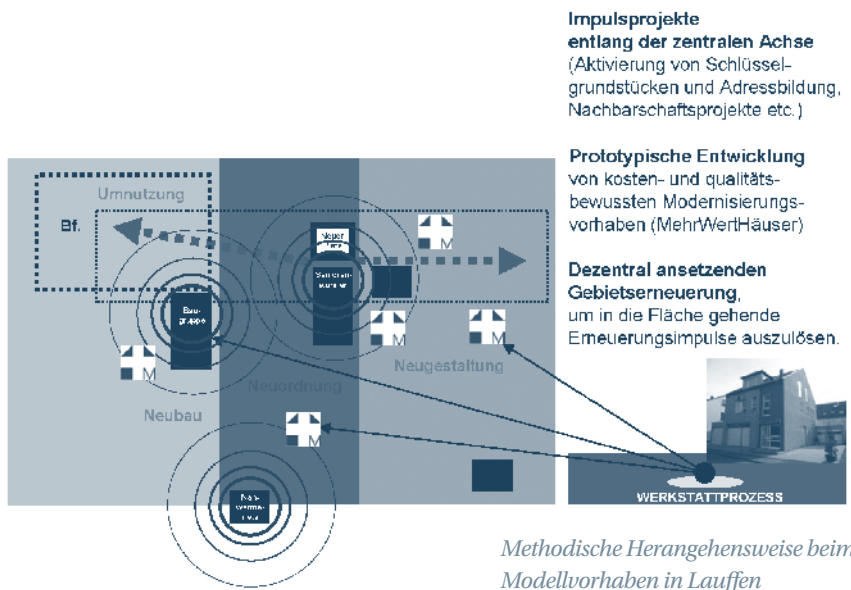 Impulsprojekte
entlang der zentralen Achse
(Aktivierung von Schlüssel-
grundstücken und Adressbildung,
Nachbarschaftsprojekte etc.)
Prototypische Entwicklung
von kosten- und qualitäts-
bewussten Modernisierungs-
vorhaben (MehrWertHäuser)
Dezentral ansetzenden
Gebietserneuerung,
um in die Fläche gehende
Erneuerungsimpulse auszulösen.
Umnutzung
Bf.
M
Bau-
gruppe
M
M
M
Neugestaltung
Neuordnung
Neubau
M
WERKSTATTPROZESS
Methodische Herangehensweise beim
Modellvorhaben in Lauffen